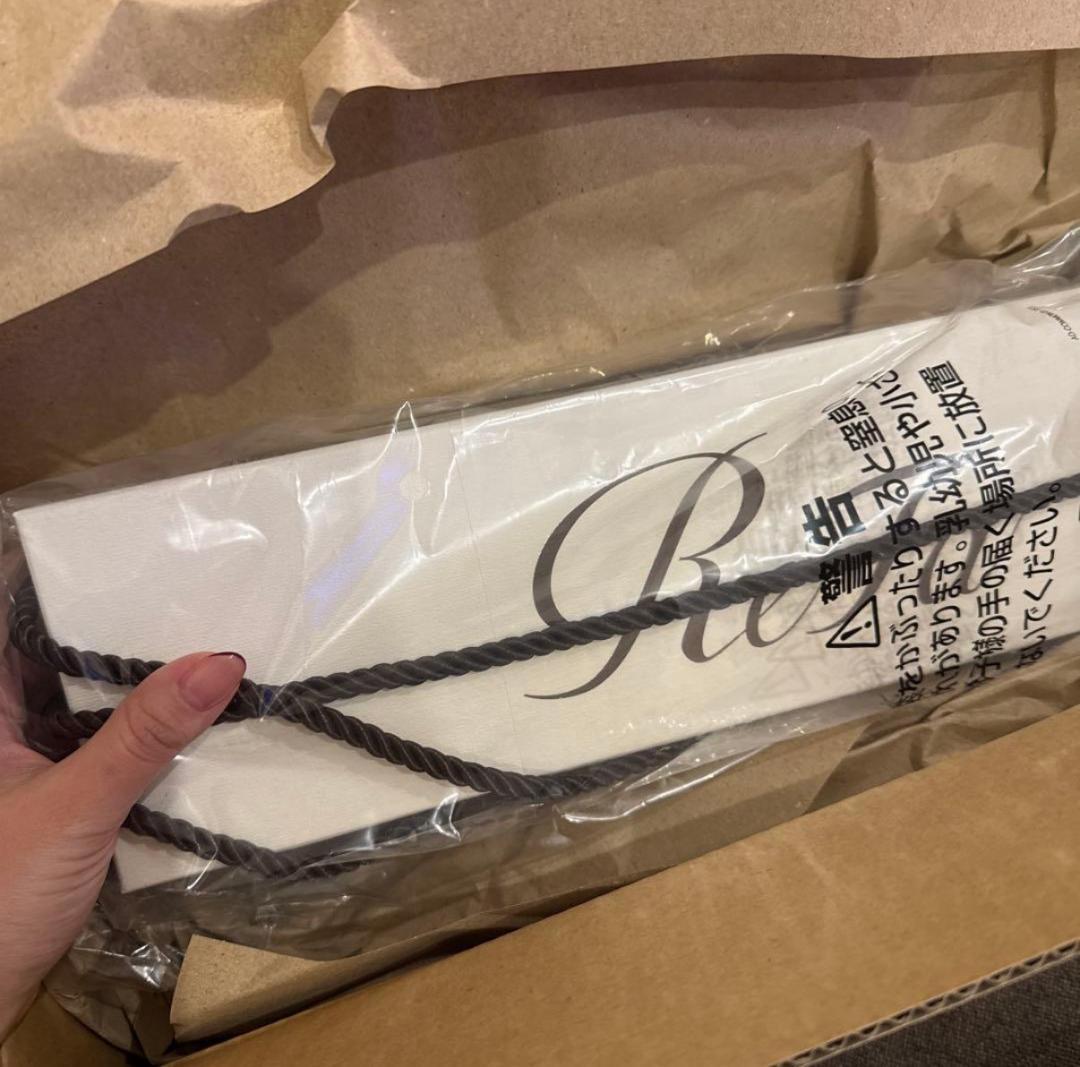 ReFa
警告
をかぶったりすると窒息
れがあります。乳幼児や小さ
お子様の手の届く場所に放置
ないでください。